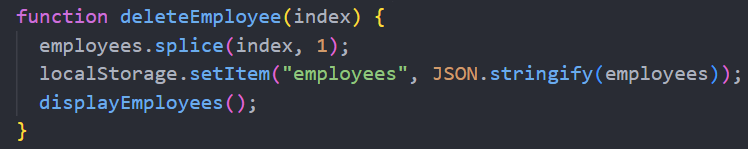 function deleteEmployee(index) {
  employees.splice(index, 1);
  localStorage.setItem("employees", JSON.stringify(employees));
  displayEmployees();
}